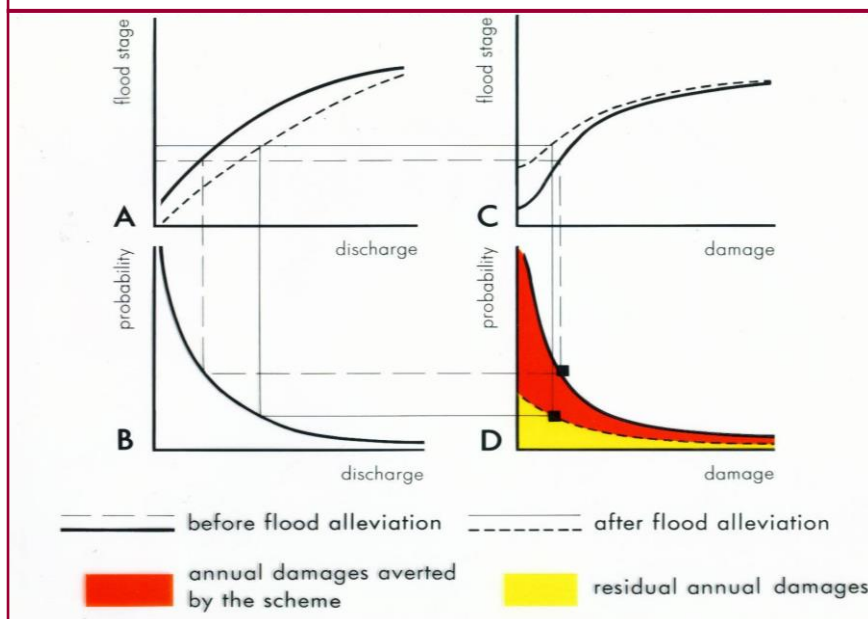 flood stage
A
discharge
flood stage
C
damage
probability
B
discharge
probability
D
damage
before flood alleviation
after flood alleviation
annual damages averted
by the scheme
residual annual damages